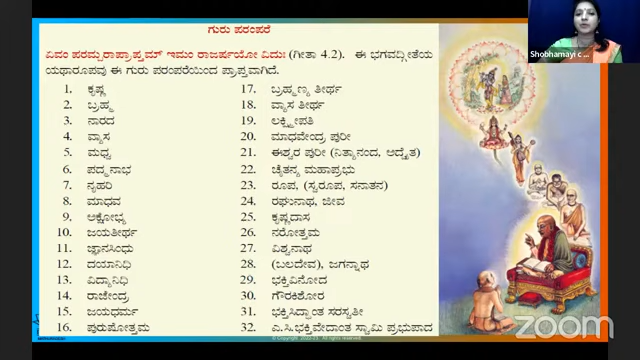 ಗುರು ಪರಂಪರೆ
ಏವಂ ಪರಮ್ಪರಾಪ್ರಾಪ್ತಮ್ ಇಮಂ ರಾಜರ್ಷಯೋ ವಿದುಃ (ಗೀತಾ 4.2). ಈ ಭಗವದ್ಗೀತೆಯ
ಯಥಾರೂಪವು ಈ ಗುರು ಪರಂಪರೆಯಿಂದ ಪ್ರಾಪ್ತವಾಗಿದೆ.
1. ಕೃಷ್ಣ
2. ಬ್ರಹ್ಮ
3. ನಾರದ
4. ವ್ಯಾಸ
5. ಮಧ್ವ
6. ಪದ್ಮನಾಭ
7. ನೃಹರಿ
8. ಮಾಧವ
9. ಅಕ್ಷೋಭ್ಯ
10. ಜಯತೀರ್ಥ
11. ಜ್ಞಾನಸಿಂಧು
12. ದಯಾನಿಧಿ
13. ವಿದ್ಯಾನಿಧಿ
14. ರಾಜೇಂದ್ರ
15. ಜಯಧರ್ಮ
16. ಪುರುಷೋತ್ತಮ
17. ಬ್ರಹ್ಮಣ್ಯ ತೀರ್ಥ
18. ವ್ಯಾಸ ತೀರ್ಥ
19. ಲಕ್ಷ್ಮೀಪತಿ
20. ಮಾಧವೇಂದ್ರ ಪುರೀ
21. ಈಶ್ವರ ಪುರೀ (ನಿತ್ಯಾನಂದ, ಅದ್ವೈತ)
22. ಚೈತನ್ಯ ಮಹಾಪ್ರಭು
23. ರೂಪ, (ಸ್ವರೂಪ, ಸನಾತನ)
24. ರಘುನಾಥ, ಜೀವ
25. ಕೃಷ್ಣದಾಸ
26. ನರೋತ್ತಮ
27. ವಿಶ್ವನಾಥ
28. (ಬಲದೇವ), ಜಗನ್ನಾಥ
29. ಭಕ್ತಿವಿನೋದ
30. ಗೌರಕಿಶೋರ
31. ಭಕ್ತಿಸಿದ್ಧಾಂತ ಸರಸ್ವತೀ
32. ಎ.ಸಿ.ಭಕ್ತಿವೇದಾಂತ ಸ್ವಾಮಿ ಪ್ರಭುಪಾದ
Shobhamayi c ...
zoom